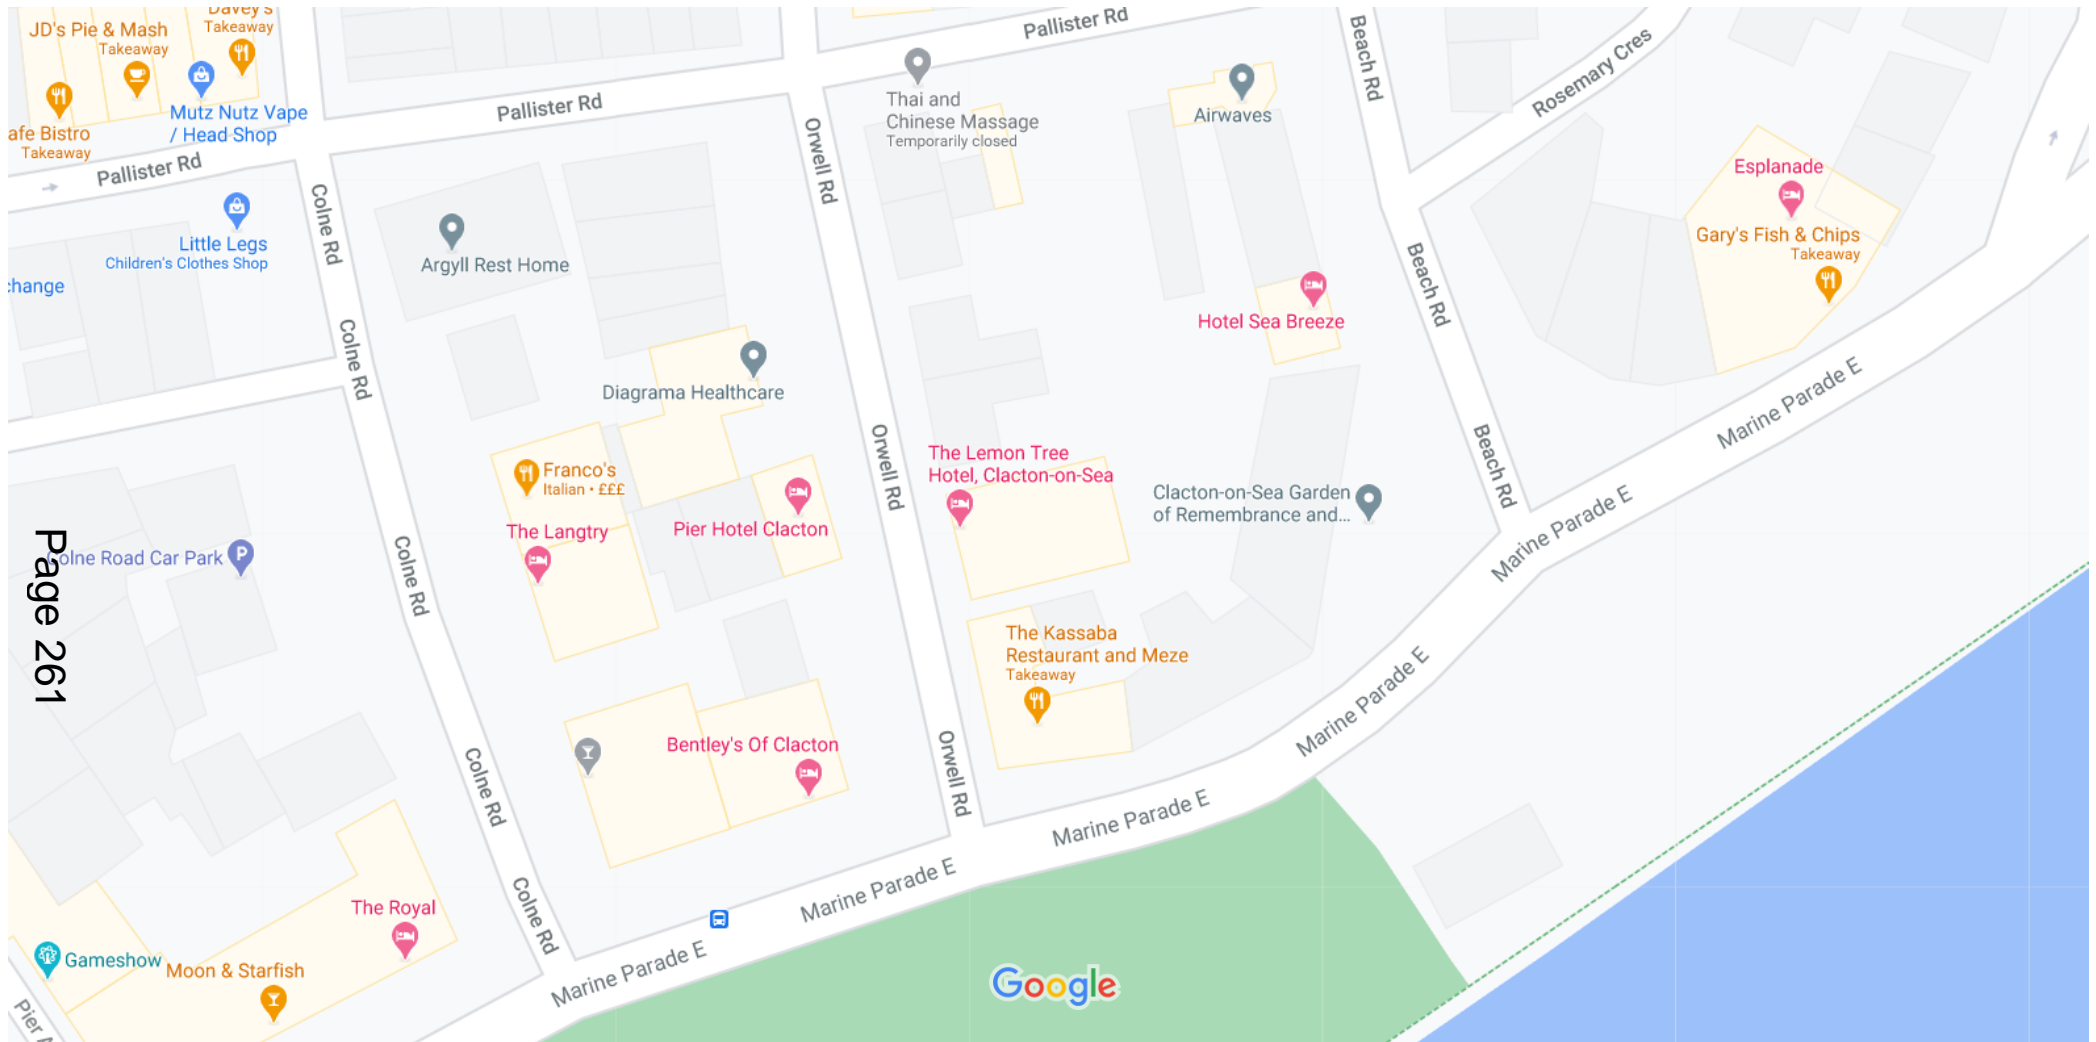 Davey's
Takeaway
JD's Pie & Mash
Takeaway
Mutz Nutz Vape
/ Head Shop
afe Bistro
Takeaway
Pallister Rd
Pallister Rd
Pallister Rd
Beach Rd
Rosemary Cres
Thai and
Chinese Massage
Temporarily closed
Airwaves
Orwell Rd
Colne Rd
Little Legs
Children's Clothes Shop
change
Argyll Rest Home
Esplanade
Gary's Fish & Chips
Takeaway
Beach Rd
Hotel Sea Breeze
Colne Rd
Diagrama Healthcare
Marine Parade E
Orwell Rd
Beach Rd
Franco's
Italian • £££
The Lemon Tree
Hotel, Clacton-on-Sea
Clacton-on-Sea Garden
of Remembrance and...
The Langtry
Pier Hotel Clacton
Marine Parade E
Colne Road Car Park
Colne Rd
Page 261
The Kassaba
Restaurant and Meze
Takeaway
Marine Parade E
Bentley's Of Clacton
Orwell Rd
Colne Rd
Marine Parade E
Marine Parade E
The Royal
Colne Rd
Gameshow
Moon & Starfish
Marine Parade E
Google
Pier